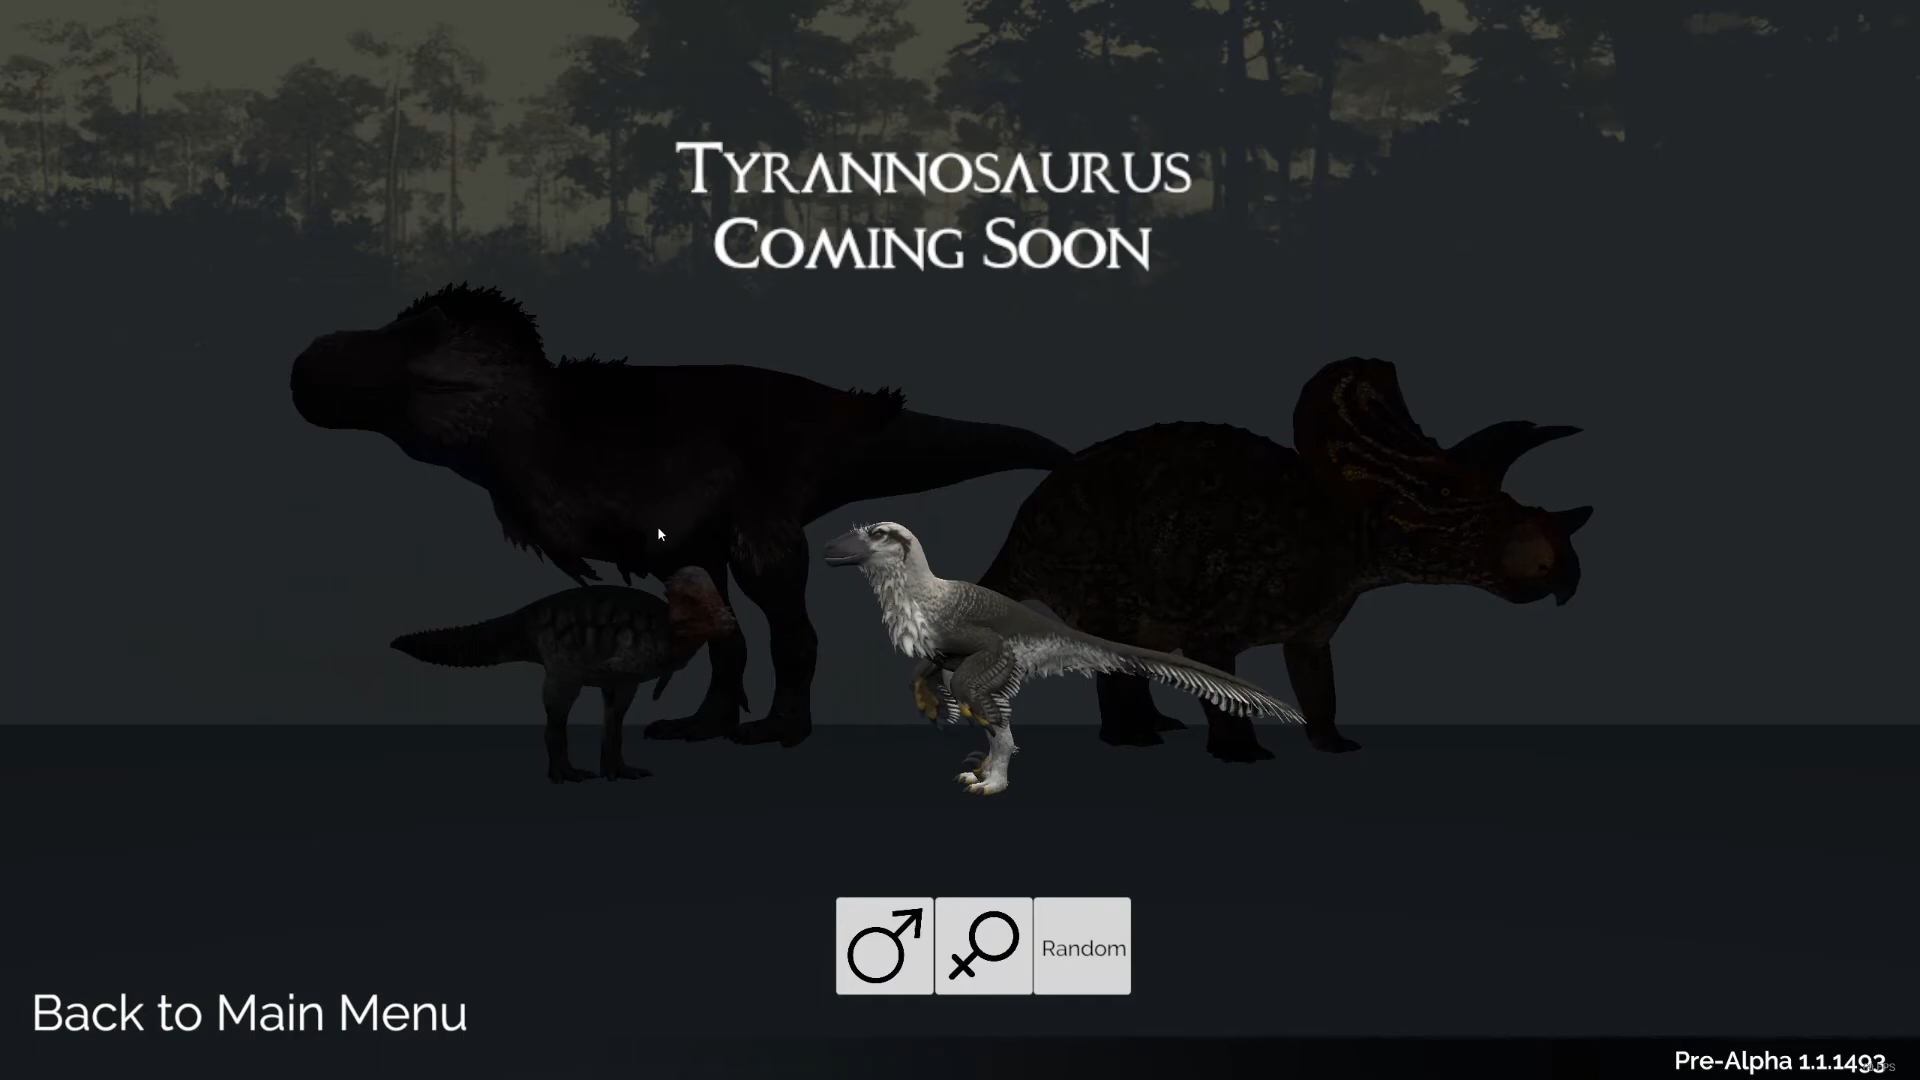 Tyrannosaurus
Coming Soon
Random
Back to Main Menu
Pre-Alpha 1.1.1493